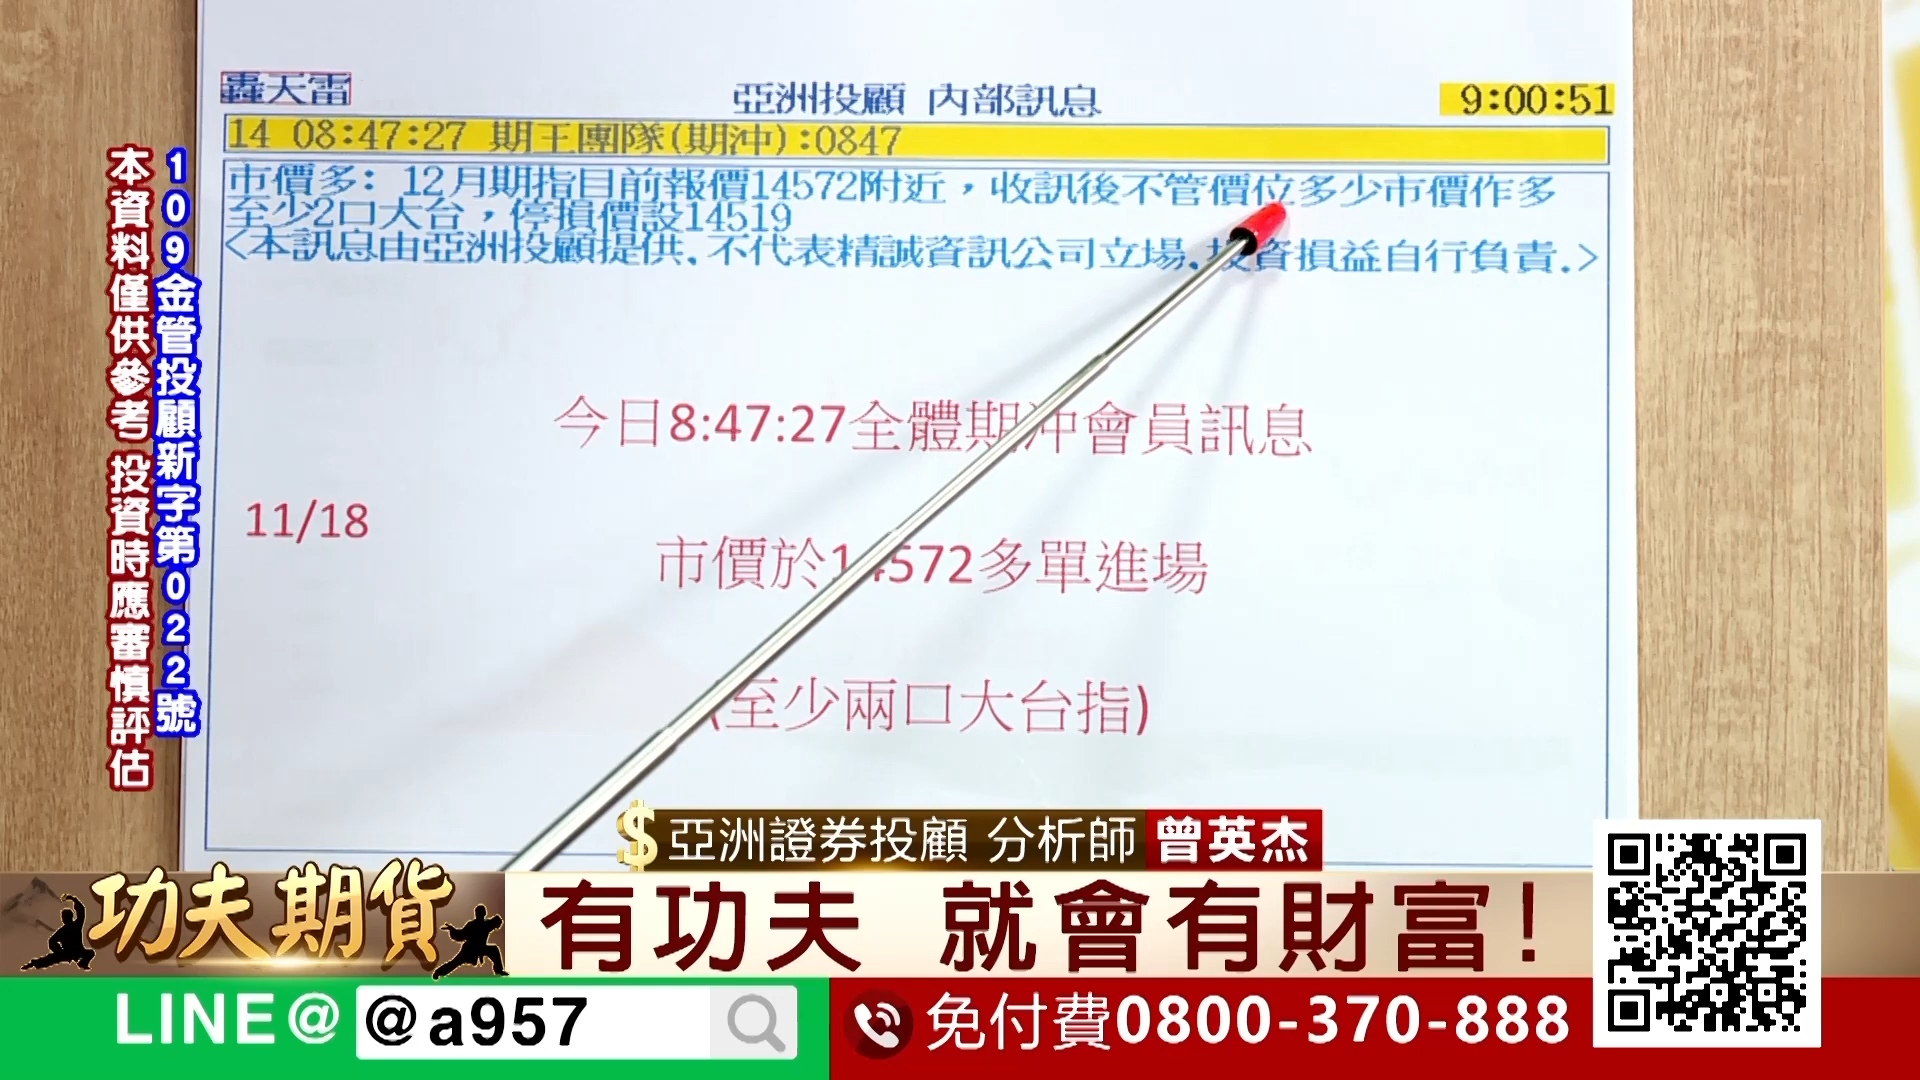 轟天雷
亞洲投顧 內部訊息
9:00:51
14 08:47:27 期王團隊(期沖):0847
市價多: 12月期指目前報價14572附近，收訊後不管價位多少市價作多
至少2口大台，停損價設14519
<本訊息由亞洲投顧提供.不代表精誠資訊公司立場.投資損益自行負責.>
今日8:47:27全體期沖會員訊息
11/18
市價於14572多單進場
(至少兩口大台指)
109金管投顧新字第022號
本資料僅供參考 投資時應審慎評估
$亞洲證券投顧 分析師 曾英杰
功夫期貨
有功夫 就會有財富!
LINE@ @a957
免付費0800-370-888